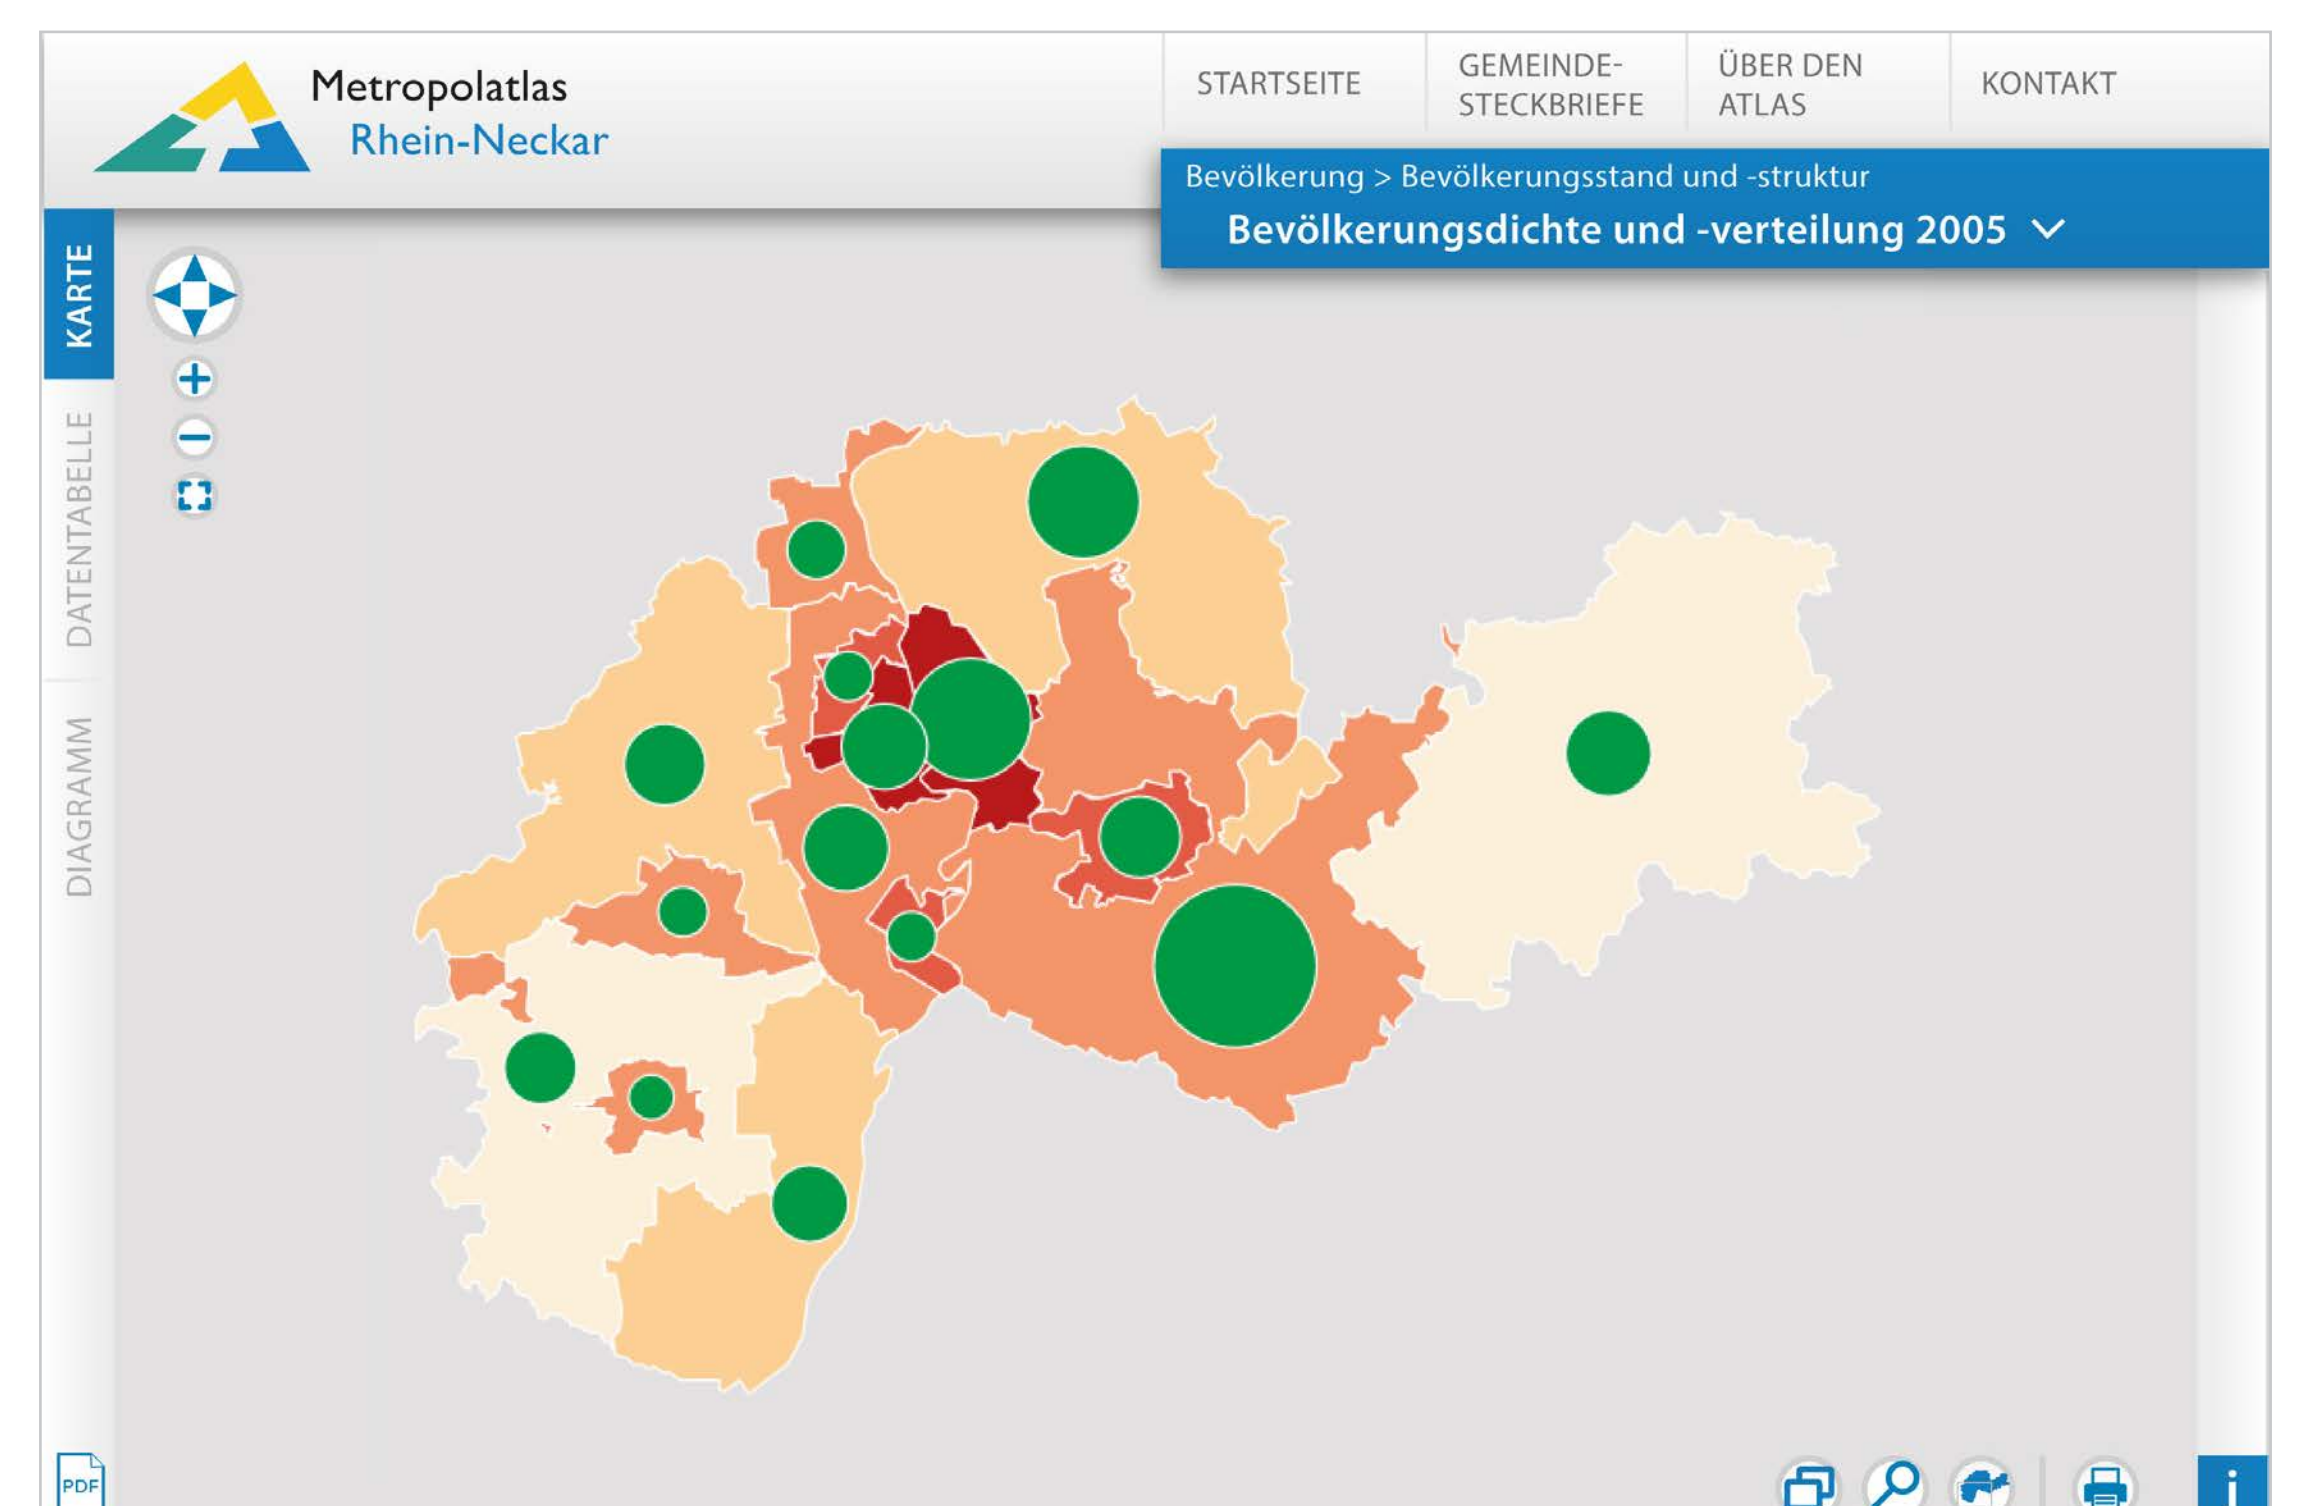 Metropolatlas
Rhein-Neckar
STARTSEITE
GEMEINDE-
STECKBRIEFE
ÜBER DEN
ATLAS
KONTAKT
Bevölkerung > Bevölkerungsstand und -struktur
Bevölkerungsdichte und -verteilung 2005
KARTE
DATENTABELLE
DIAGRAMM
PDF
i